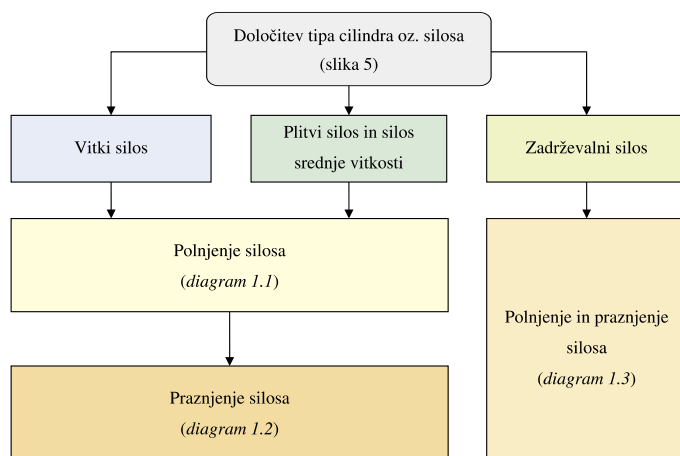 Določitev tipa cilindra oz. silosa
(slika 5)
Vitki silos
Plitvi silos in silos
srednje vitkosti
Zadrževalni silos
Polnjenje silosa
(diagram 1.1)
Polnjenje in praznjenje
silosa
(diagram 1.3)
Praznjenje silosa
(diagram 1.2)